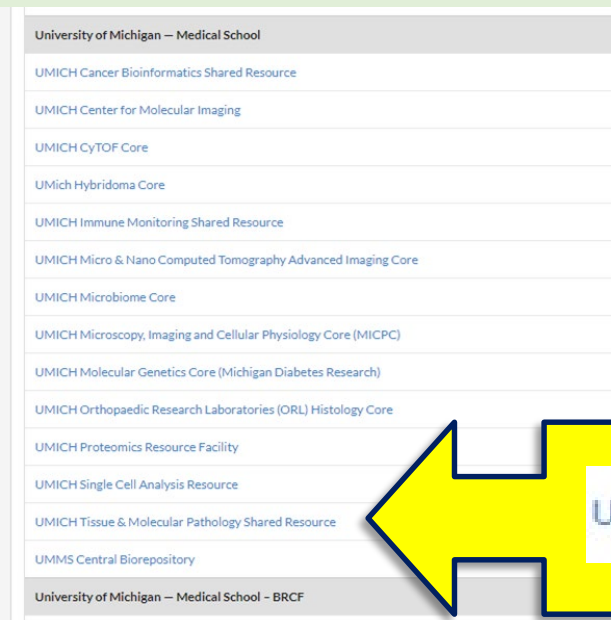 University of Michigan — Medical School
UMICH Cancer Bioinformatics Shared Resource
UMICH Center for Molecular Imaging
UMICH CyTOF Core
UMich Hybridoma Core
UMICH Immune Monitoring Shared Resource
UMICH Micro & Nano Computed Tomography Advanced Imaging Core
UMICH Microbiome Core
UMICH Microscopy, Imaging and Cellular Physiology Core (MICPC)
UMICH Molecular Genetics Core (Michigan Diabetes Research)
UMICH Orthopaedic Research Laboratories (ORL) Histology Core
UMICH Proteomics Resource Facility
UMICH Single Cell Analysis Resource
UMICH Tissue & Molecular Pathology Shared Resource
UMMS Central Biorepository
University of Michigan — Medical School – BRCF